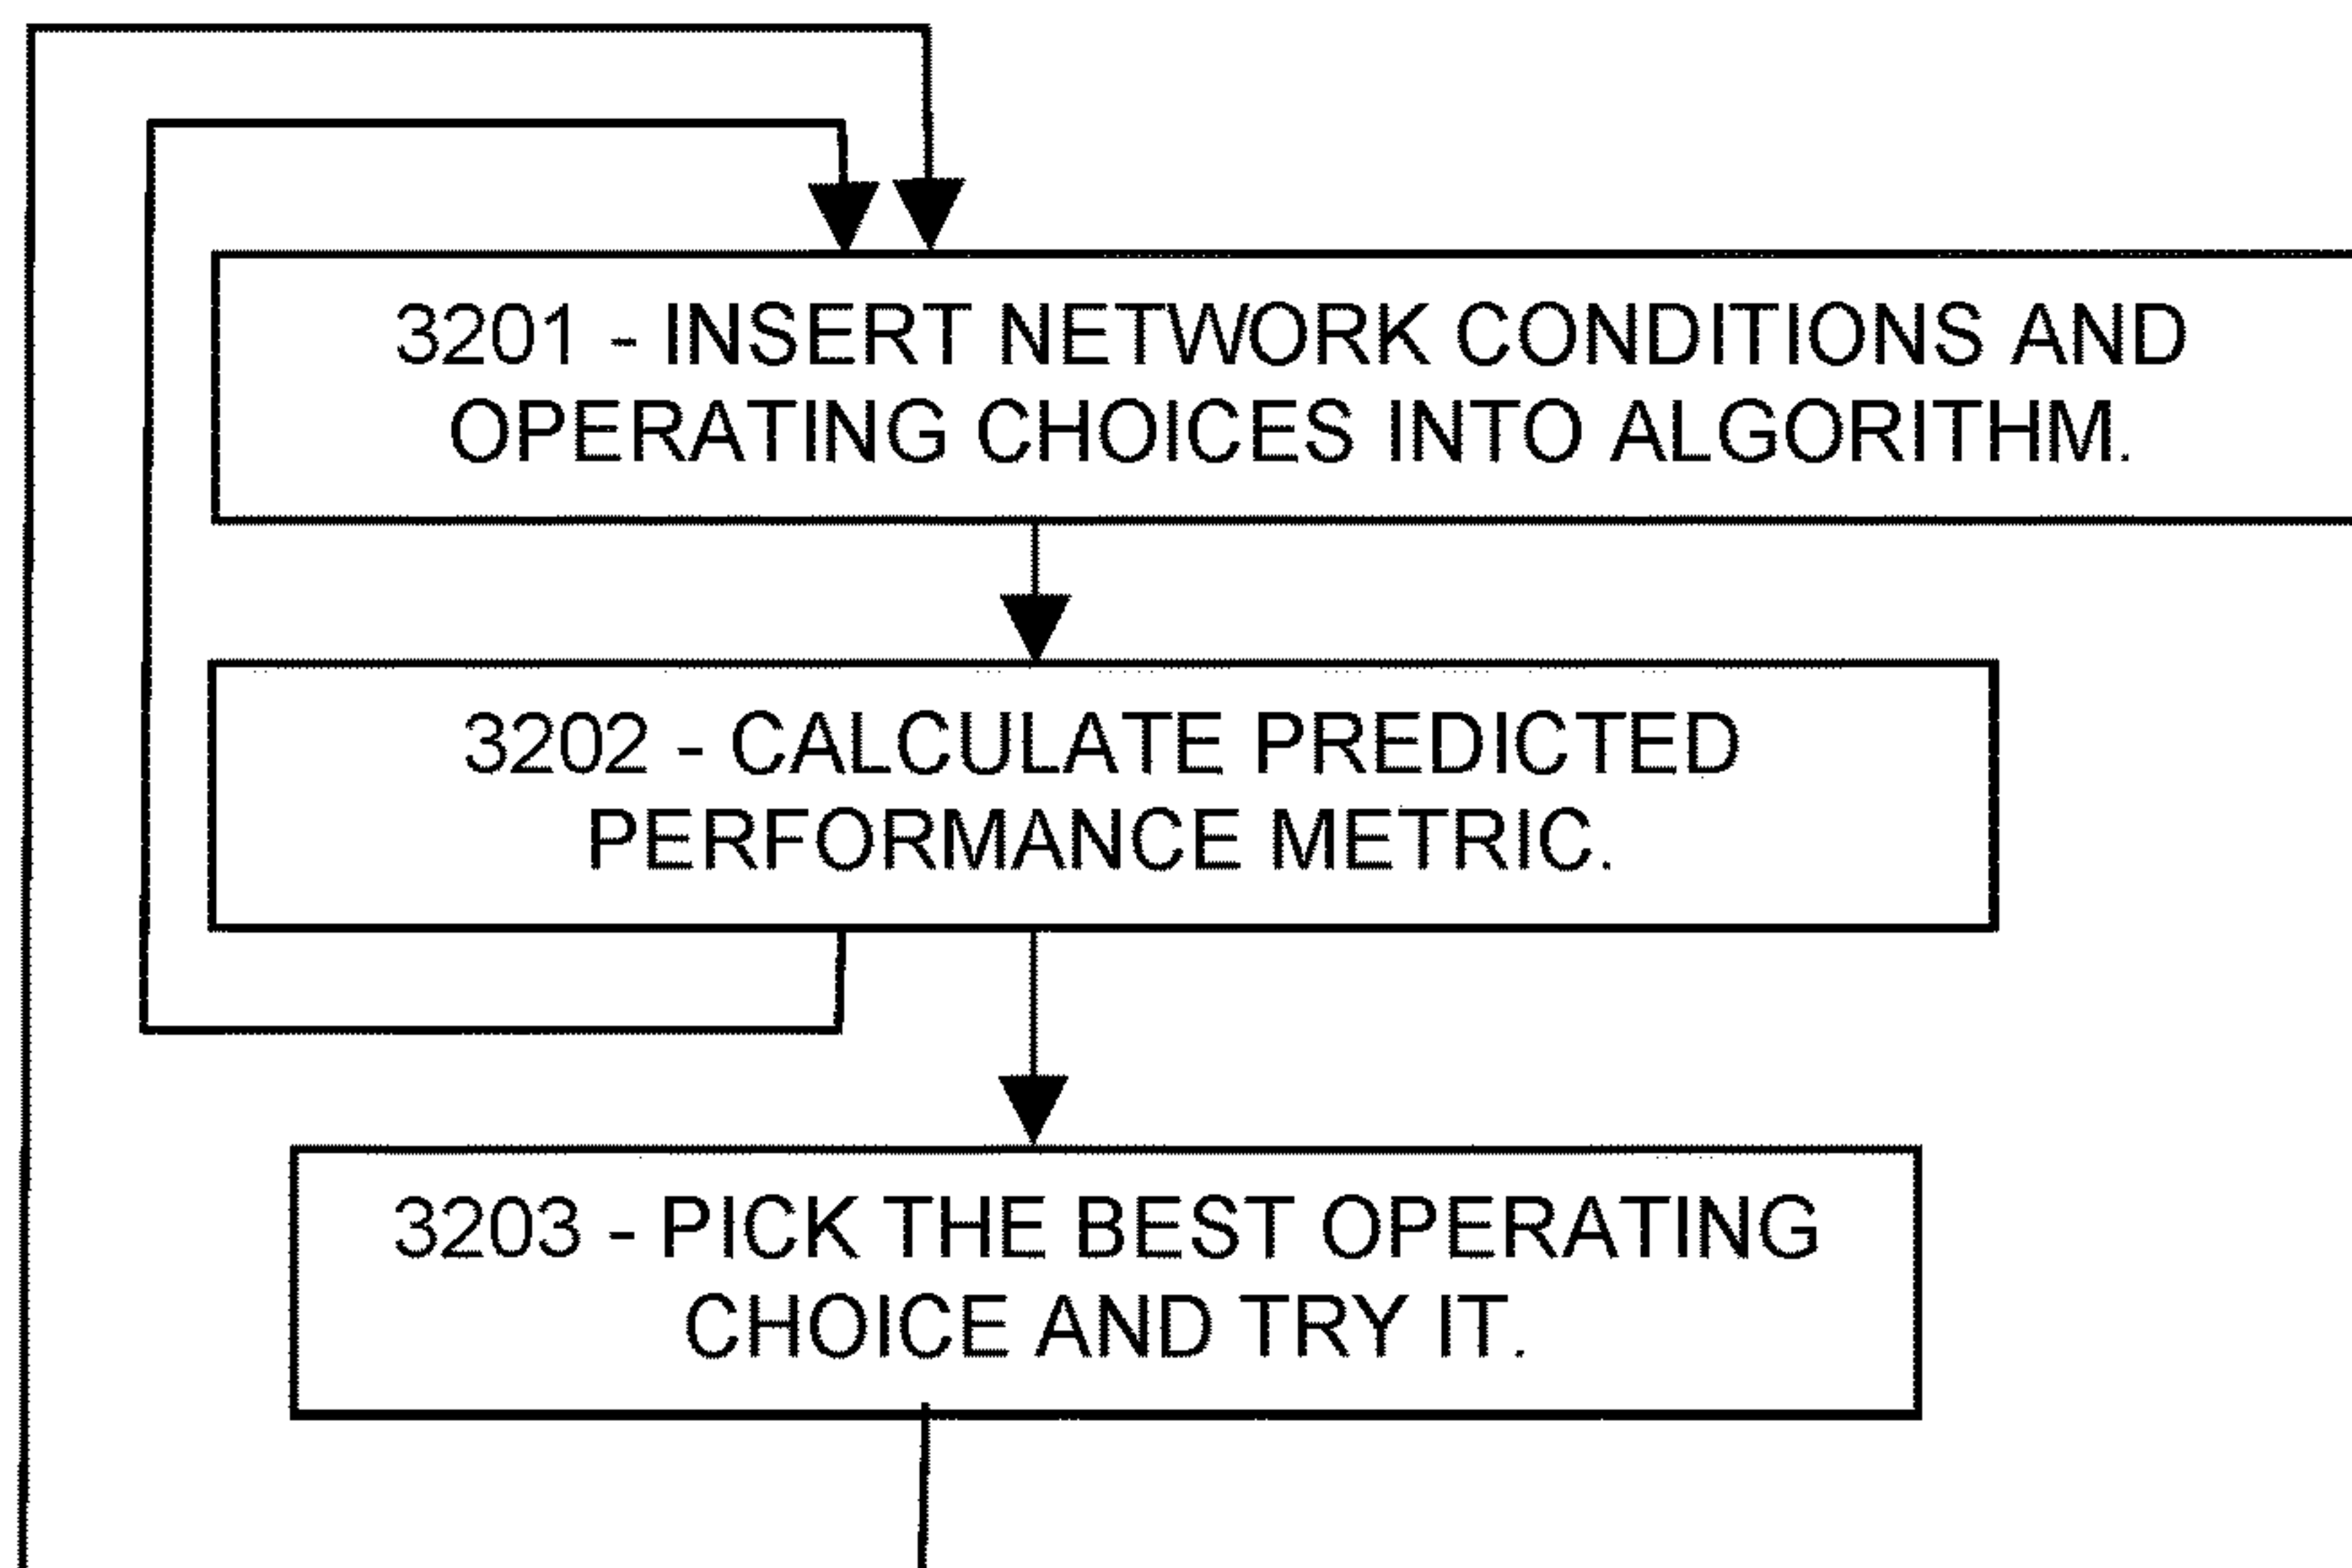 3201 - INSERT NETWORK CONDITIONS AND
OPERATING CHOICES INTO ALGORITHM.
3202 - CALCULATE PREDICTED
PERFORMANCE METRIC.
3203 - PICK THE BEST OPERATING
CHOICE AND TRY IT.